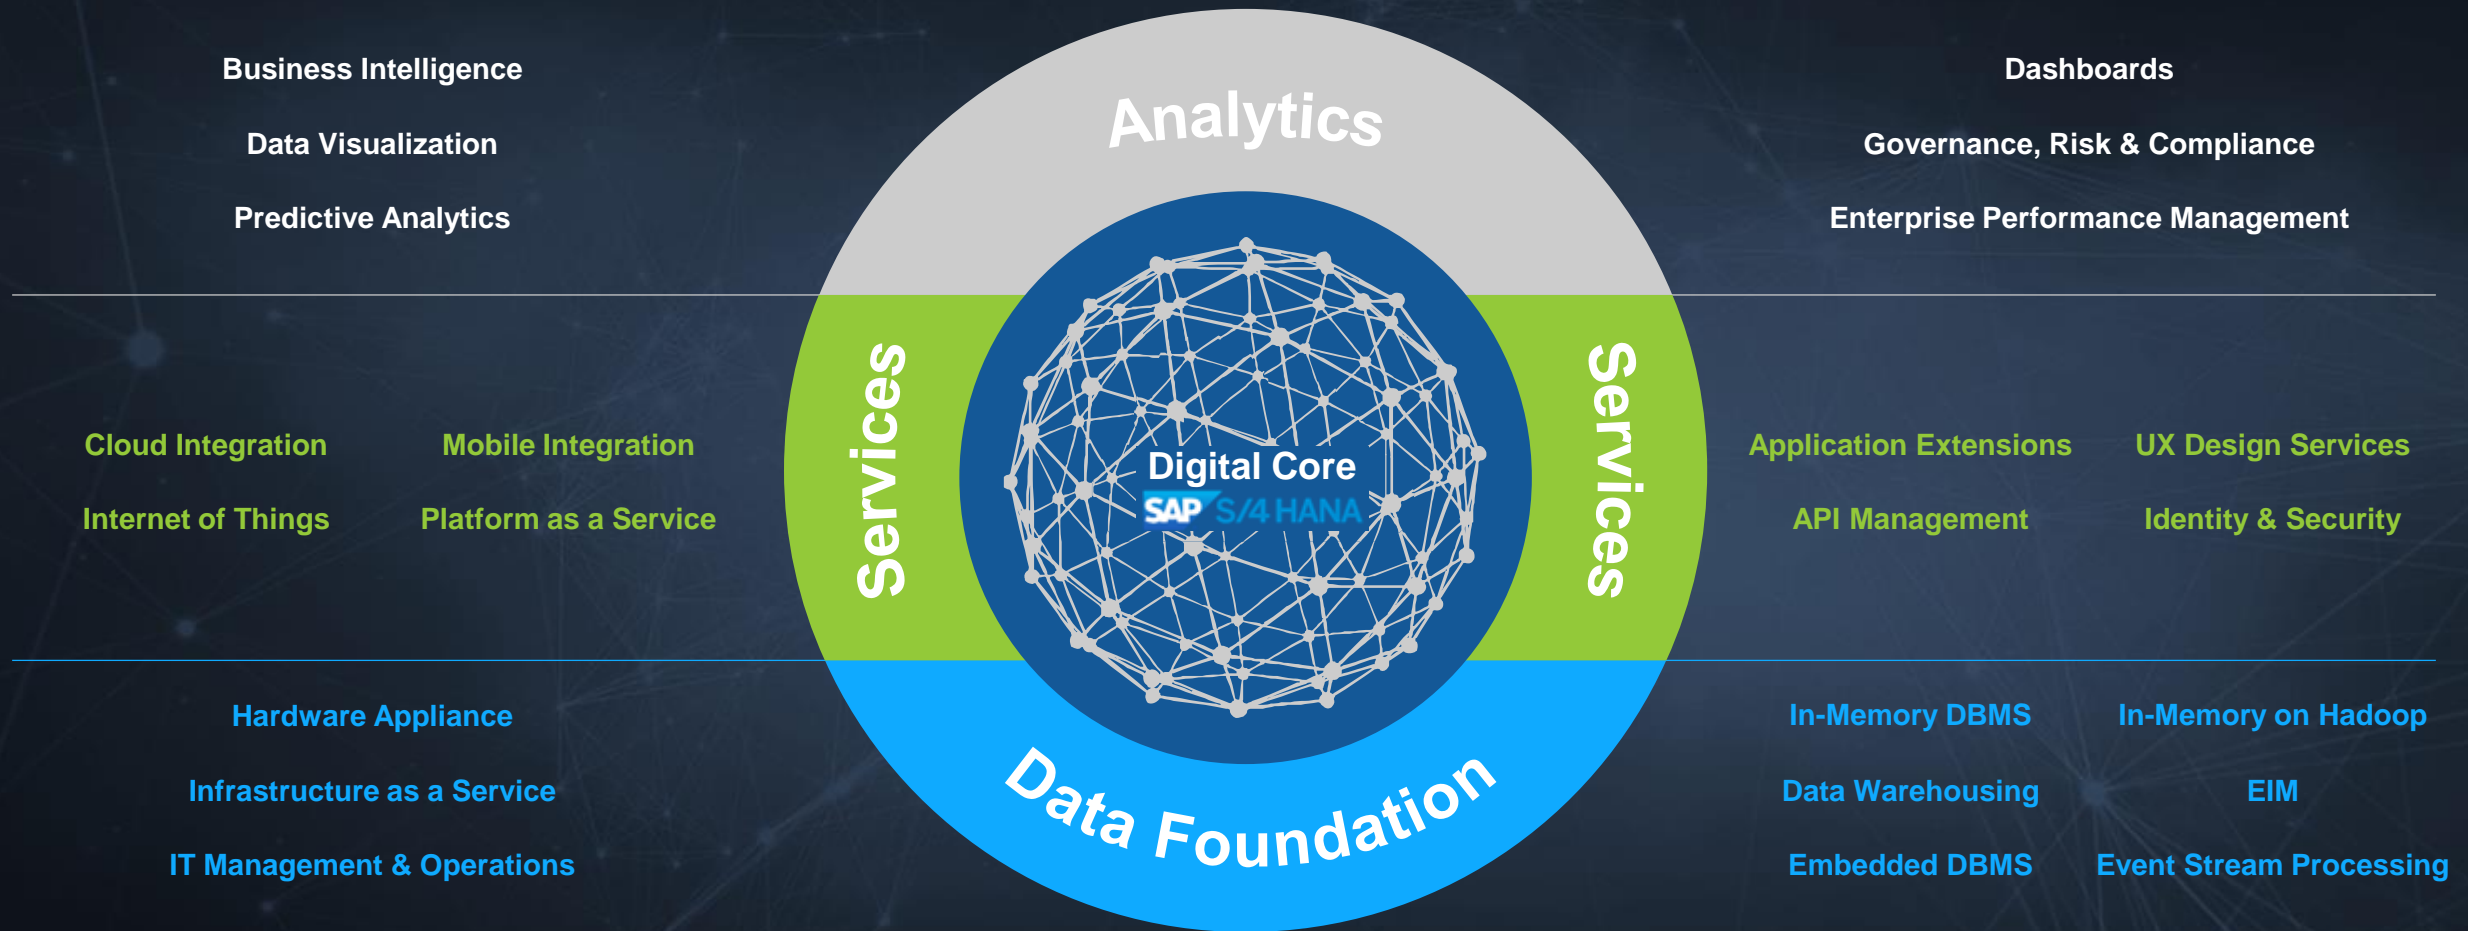 Business Intelligence
Data Visualization
Predictive Analytics
Analytics
Dashboards
Governance, Risk & Compliance
Enterprise Performance Management
Cloud Integration
Mobile Integration
Internet of Things
Platform as a Service
Services
Digital Core
SAP S/4 HANA
Services
Application Extensions
UX Design Services
API Management
Identity & Security
Hardware Appliance
Infrastructure as a Service
IT Management & Operations
Data Foundation
In-Memory DBMS
In-Memory on Hadoop
Data Warehousing
EIM
Embedded DBMS
Event Stream Processing